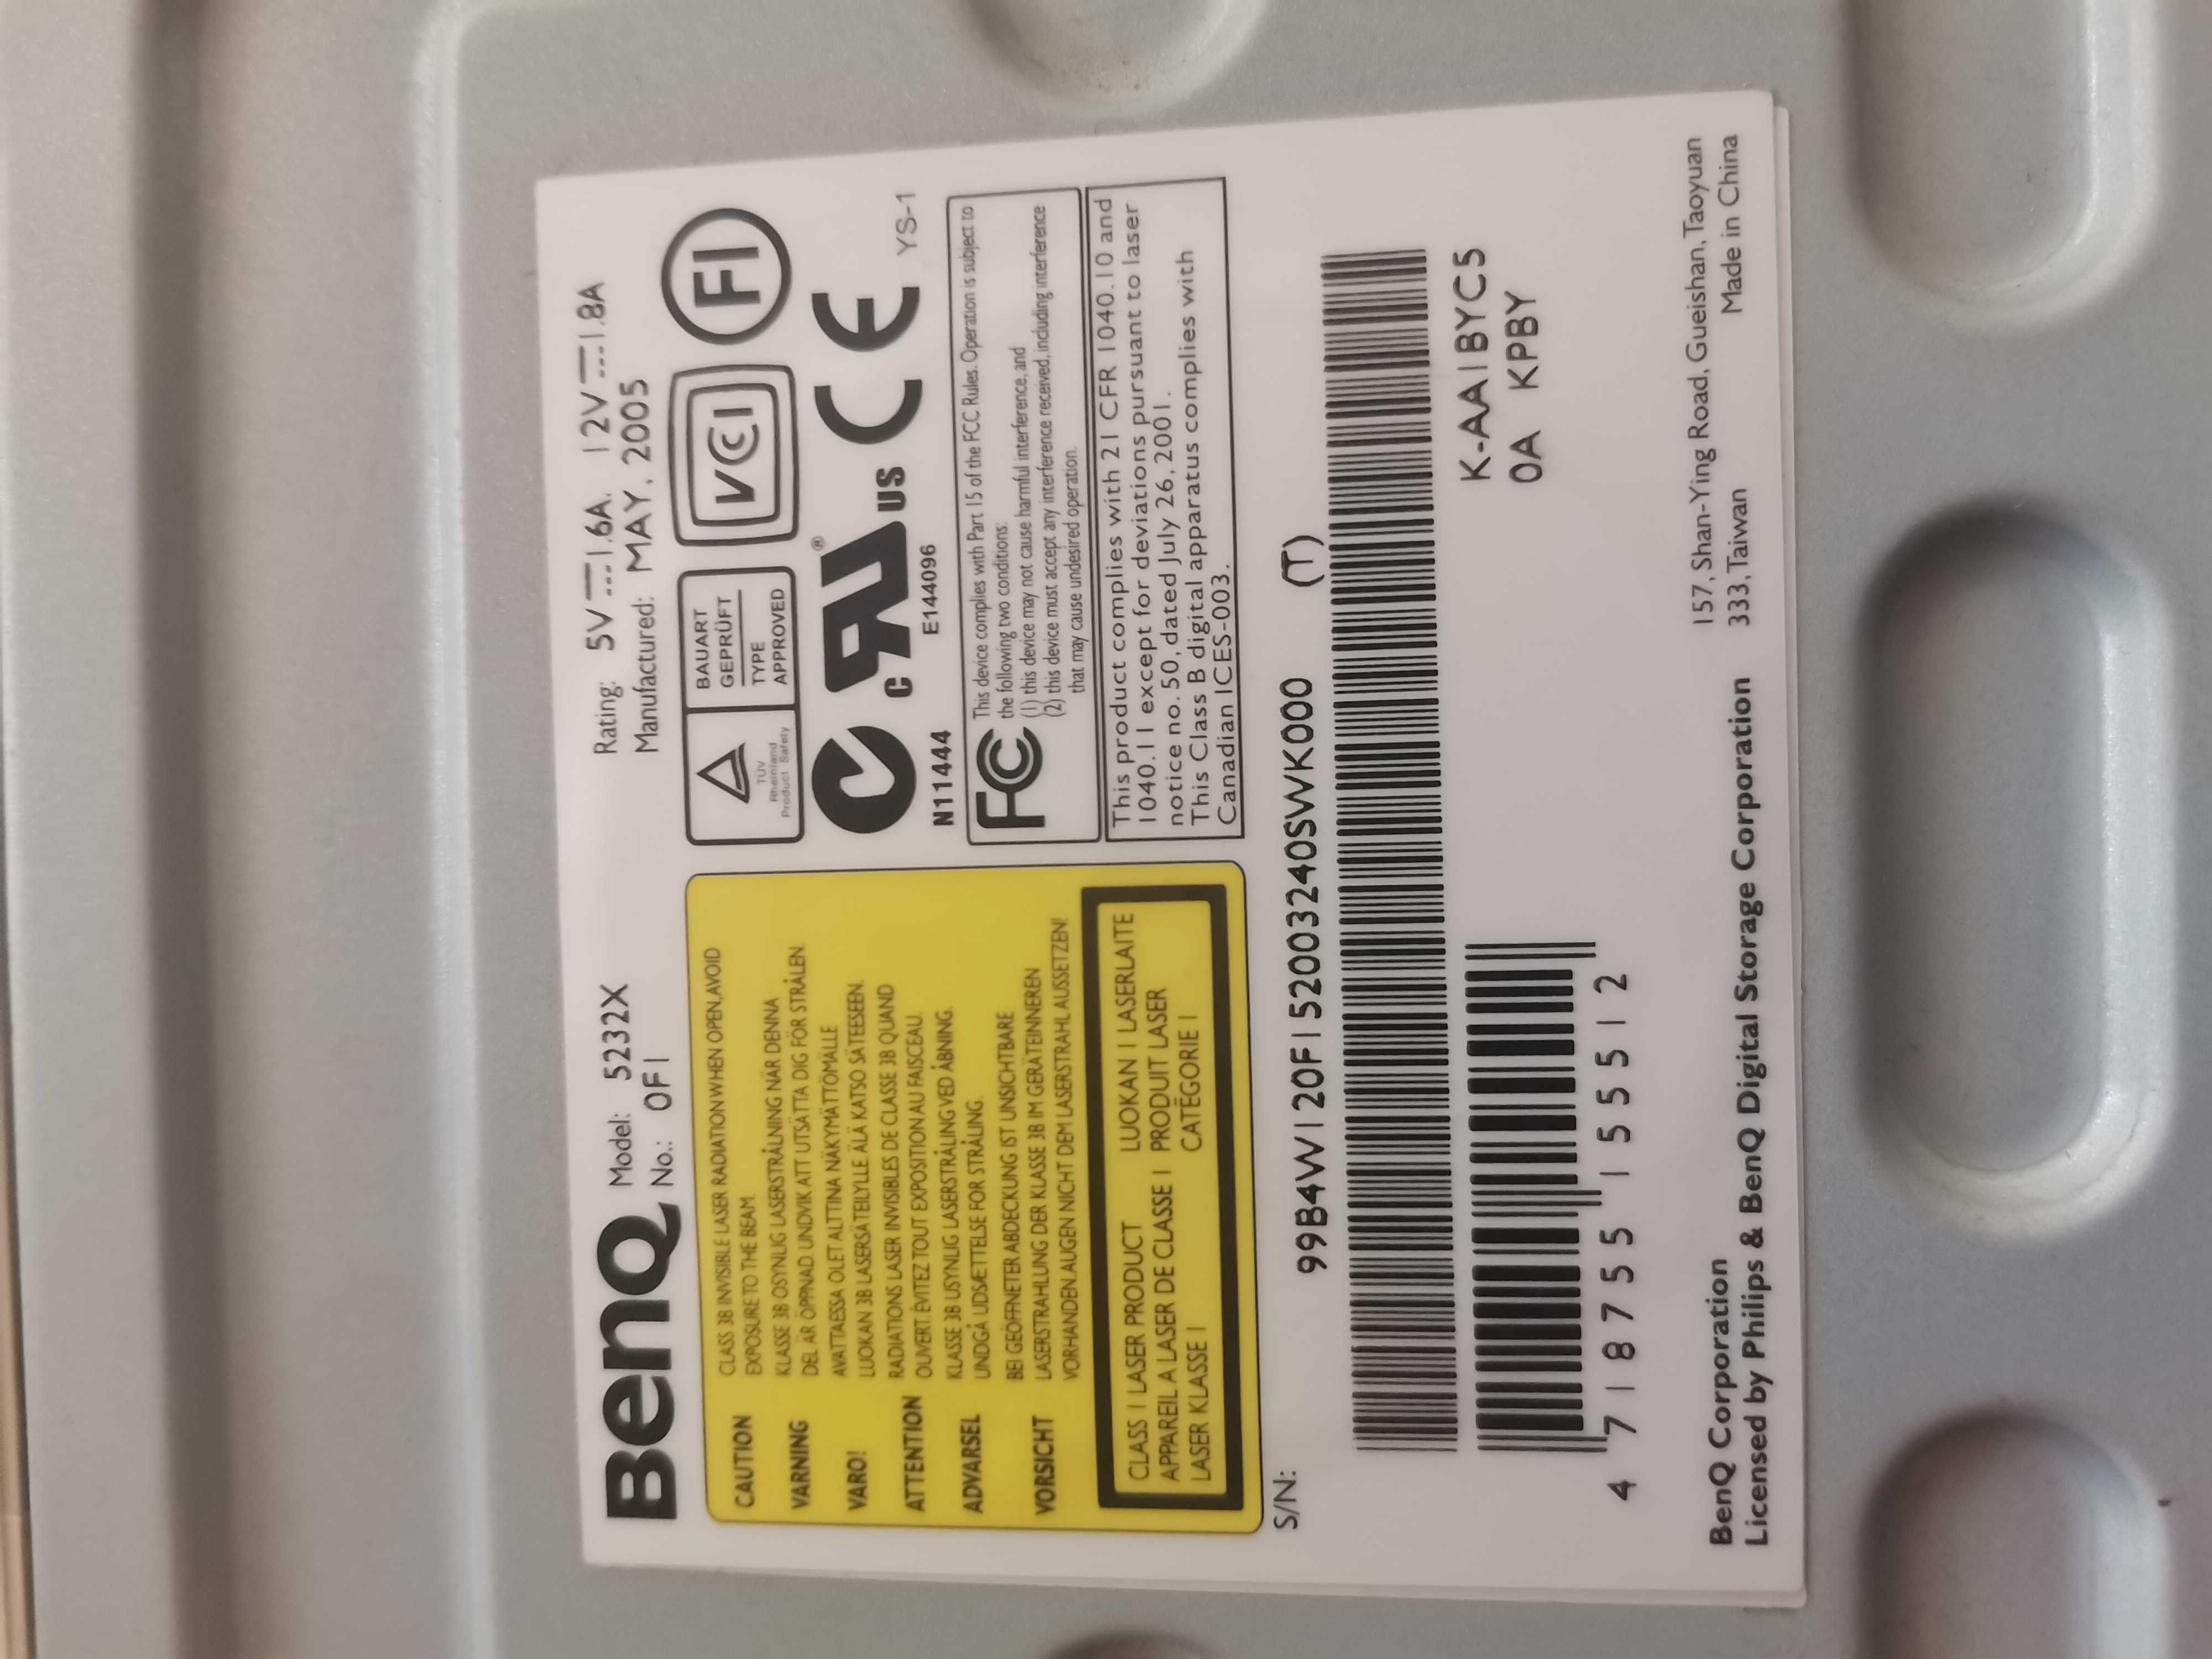 BenQ
Model: 5232X
No.: 0F1
Rating: 5V 1.6A, 12V 1.8A
Manufactured: MAY, 2005
CAUTION CLASS 3B INVISIBLE LASER RADIATION WHEN OPEN, AVOID
EXPOSURE TO THE BEAM.
VARNING KLASSE 3B OSYNLIG LASERSTRÅLNING NÄR DENNA
DEL ÄR ÖPPNAD UNDVIK ATT UTSÄTTA DIG FÖR STRÅLEN.
VARO! AVATTAESSA OLET ALTTINA NÄKYMÄTTÖMÄLLE
LUOKAN 3B LASERSÄTEILYLLE ÄLÄ KATSO SÄTEESEEN.
ATTENTION RADIATIONS LASER INVISIBLES DE CLASSE 3B QUAND
OUVERT. ÉVITEZ TOUT EXPOSITION AU FAISCEAU.
ADVARSEL KLASSE 3B USYNLIG LASERSTRÅLING VED ÅBNING.
UNDGÅ UDSÆTTELSE FOR STRÅLING.
VORSICHT BEI GEÖFFNETER ABDECKUNG IST UNSICHTBARE
LASERSTRAHLUNG DER KLASSE 3B IM GERÄTEINNEREN
VORHANDEN. AUGEN NICHT DEM LASERSTRAHL AUSSETZEN!
CLASS 1 LASER PRODUCT LUOKAN 1 LASERLAITE
APPAREIL A LASER DE CLASSE 1 PRODUIT LASER
LASER KLASSE 1 CATÉGORIE 1
TÜV
Rheinland
Product Safety
BAUART
GEPRÜFT
TYPE
APPROVED
VCI
FI
N11444
c RU ® US
E144096
CE
YS-1
FC This device complies with Part 15 of the FCC Rules. Operation is subject to
the following two conditions:
(1) this device may not cause harmful interference, and
(2) this device must accept any interference received, including interference
that may cause undesired operation.
This product complies with 21 CFR 1040.10 and
1040.11 except for deviations pursuant to laser
notice no. 50, dated July 26, 2001.
This Class B digital apparatus complies with
Canadian ICES-003.
S/N: 99B4W120F152003240SWK000 (T)
K-AA1BYC5
0A KPBY
4 718755 155512
BenQ Corporation 157, Shan-Ying Road, Gueishan, Taoyuan
Licensed by Philips & BenQ Digital Storage Corporation 333, Taiwan Made in China